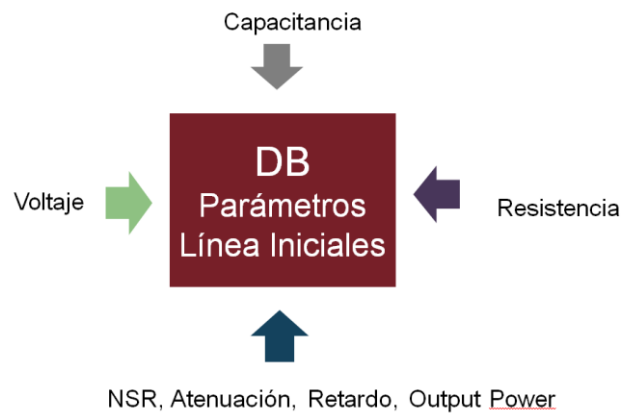 Capacitancia
DB
Parámetros
Línea Iniciales
Voltaje
Resistencia
NSR, Atenuación, Retardo, Output Power